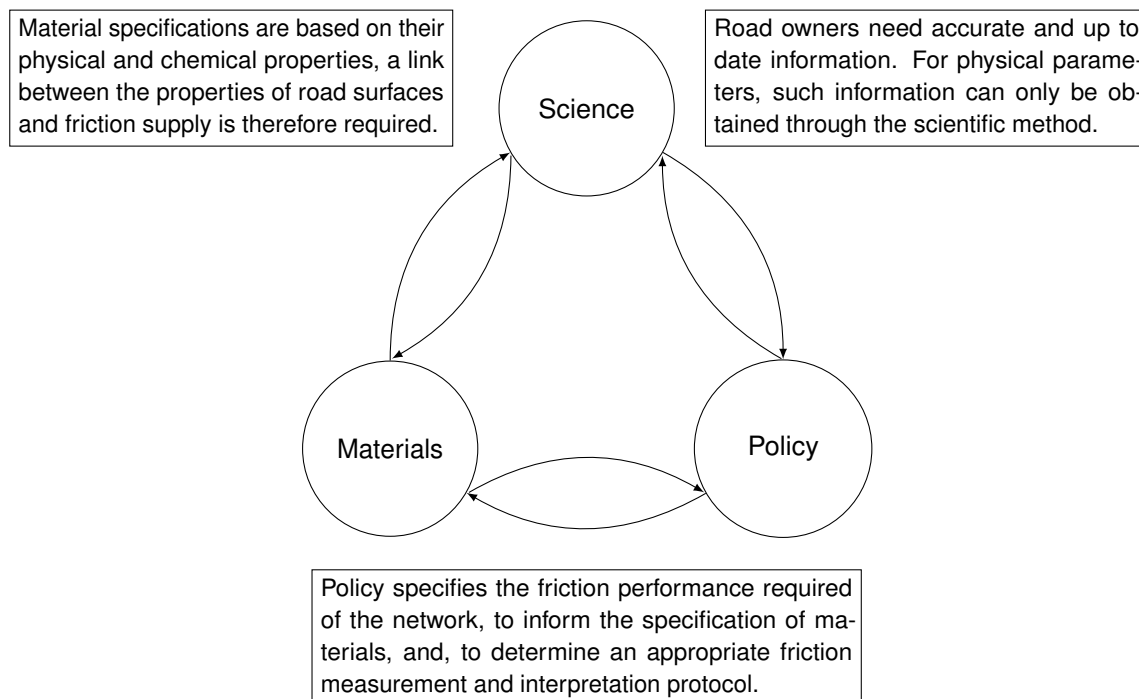 Material specifications are based on their
physical and chemical properties, a link
between the properties of road surfaces
and friction supply is therefore required.
Road owners need accurate and up to
date information. For physical parame-
ters, such information can only be ob-
tained through the scientific method.
Science
Materials
Policy
Policy specifies the friction performance required
of the network, to inform the specification of ma-
terials, and, to determine an appropriate friction
measurement and interpretation protocol.